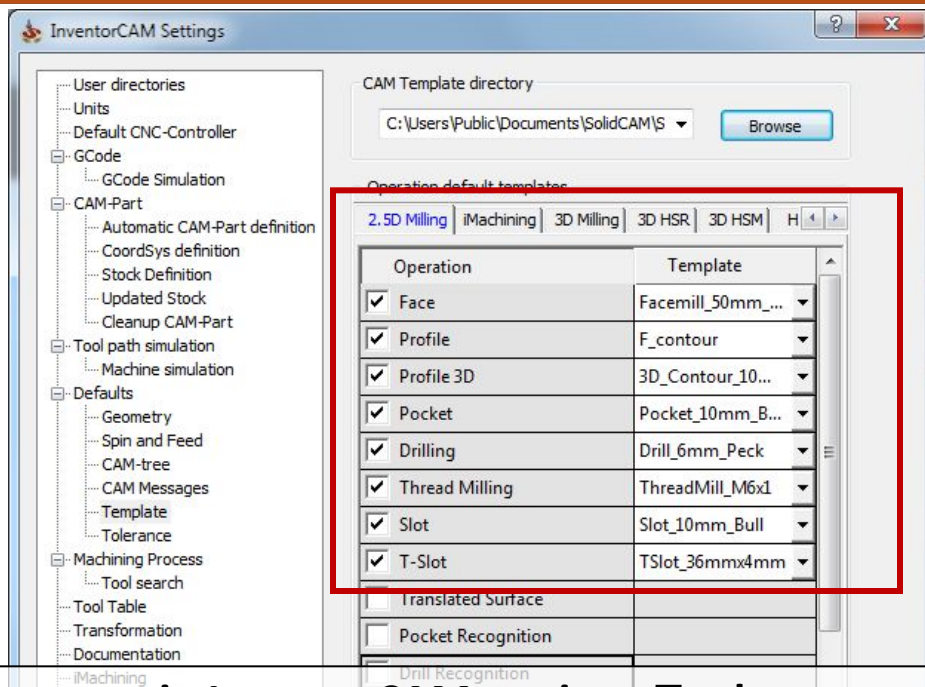 InventorCAM Settings
User directories
Units
Default CNC-Controller
GCode
GCode Simulation
CAM-Part
Automatic CAM-Part definition
CoordSys definition
Stock Definition
Updated Stock
Cleanup CAM-Part
Tool path simulation
Machine simulation
Defaults
Geometry
Spin and Feed
CAM-tree
CAM Messages
Template
Tolerance
Machining Process
Tool search
Tool Table
Transformation
Documentation
iMachining
CAM Template directory
C:\Users\Public\Documents\SolidCAM\S Browse
Operation default templates
2.5D Milling iMachining 3D Milling 3D HSR 3D HSM H
Operation Template
Face Facemill_50mm_...
Profile F_contour
Profile 3D 3D_Contour_10...
Pocket Pocket_10mm_B...
Drilling Drill_6mm_Peck
Thread Milling ThreadMill_M6x1
Slot Slot_10mm_Bull
T-Slot TSlot_36mmx4mm
Translated Surface
Pocket Recognition
Drill Recognition